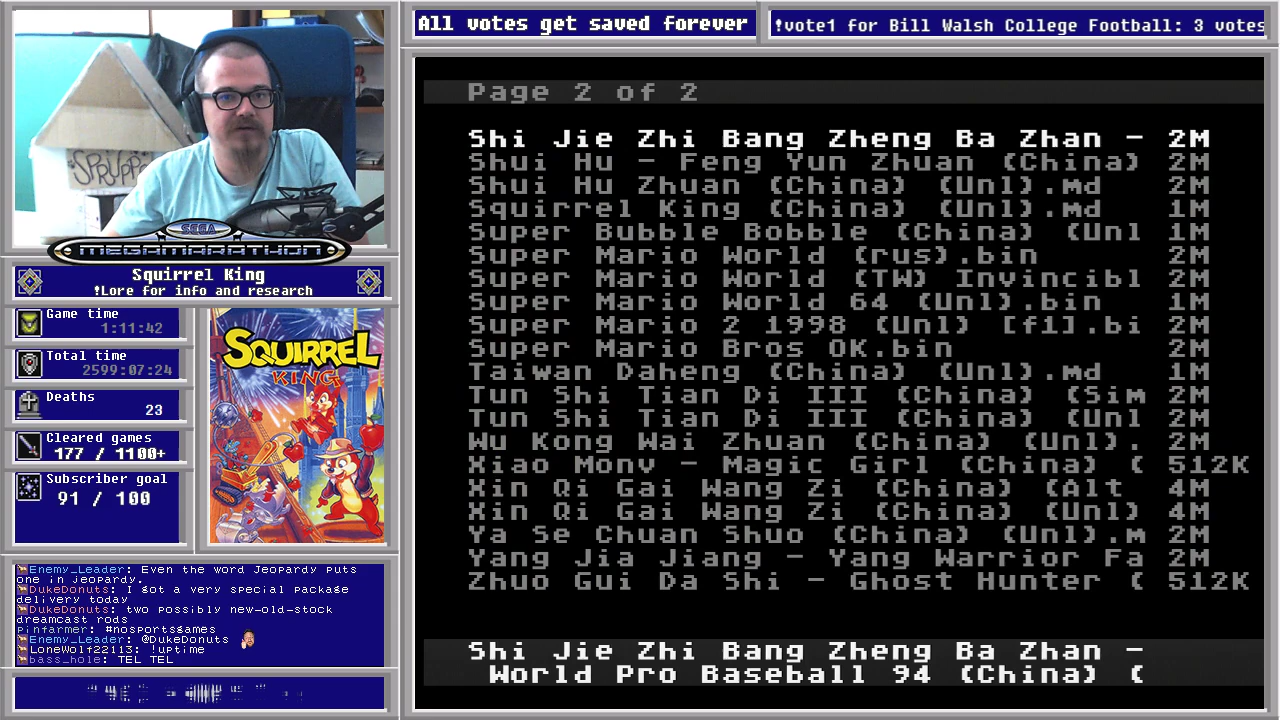 All votes get saved forever
!vote1 for Bill Walsh College Football: 3 votes
SEGA
MEGAMARATHON
Squirrel King
!Lore for info and research
Game time
1:11:42
Total time
2599:07:24
Deaths
23
Cleared games
177 / 1100+
Subscriber goal
91 / 100
SQUIRREL
KING
Enemy_Leader: Even the word Jeopardy puts
one in jeopardy.
DukeDonuts: I got a very special package
delivery today
DukeDonuts: two possibly new-old-stock
dreamcast rods
pinfarmer: #nosportsgames
Enemy_Leader: @DukeDonuts
LoneWolf22113: !uptime
bass_hole: TEL TEL
Page 2 of 2
Shi Jie Zhi Bang Zheng Ba Zhan - 2M
Shui Hu - Feng Yun Zhuan (China) 2M
Shui Hu Zhuan (China) (Unl).md 2M
Squirrel King (China) (Unl).md 1M
Super Bubble Bobble (China) (Unl 1M
Super Mario World (rus).bin 2M
Super Mario World (TW) Invincibl 2M
Super Mario World 64 (Unl).bin 1M
Super Mario 2 1998 (Unl) [f1].bi 2M
Super Mario Bros OK.bin 2M
Taiwan Daheng (China) (Unl).md 1M
Tun Shi Tian Di III (China) (Sim 2M
Tun Shi Tian Di III (China) (Unl 2M
Wu Kong Wai Zhuan (China) (Unl). 2M
Xiao Monv - Magic Girl (China) ( 512K
Xin Qi Gai Wang Zi (China) (Alt 4M
Xin Qi Gai Wang Zi (China) (Unl) 4M
Ya Se Chuan Shuo (China) (Unl).m 2M
Yang Jia Jiang - Yang Warrior Fa 2M
Zhuo Gui Da Shi - Ghost Hunter ( 512K
Shi Jie Zhi Bang Zheng Ba Zhan -
World Pro Baseball 94 (China) (